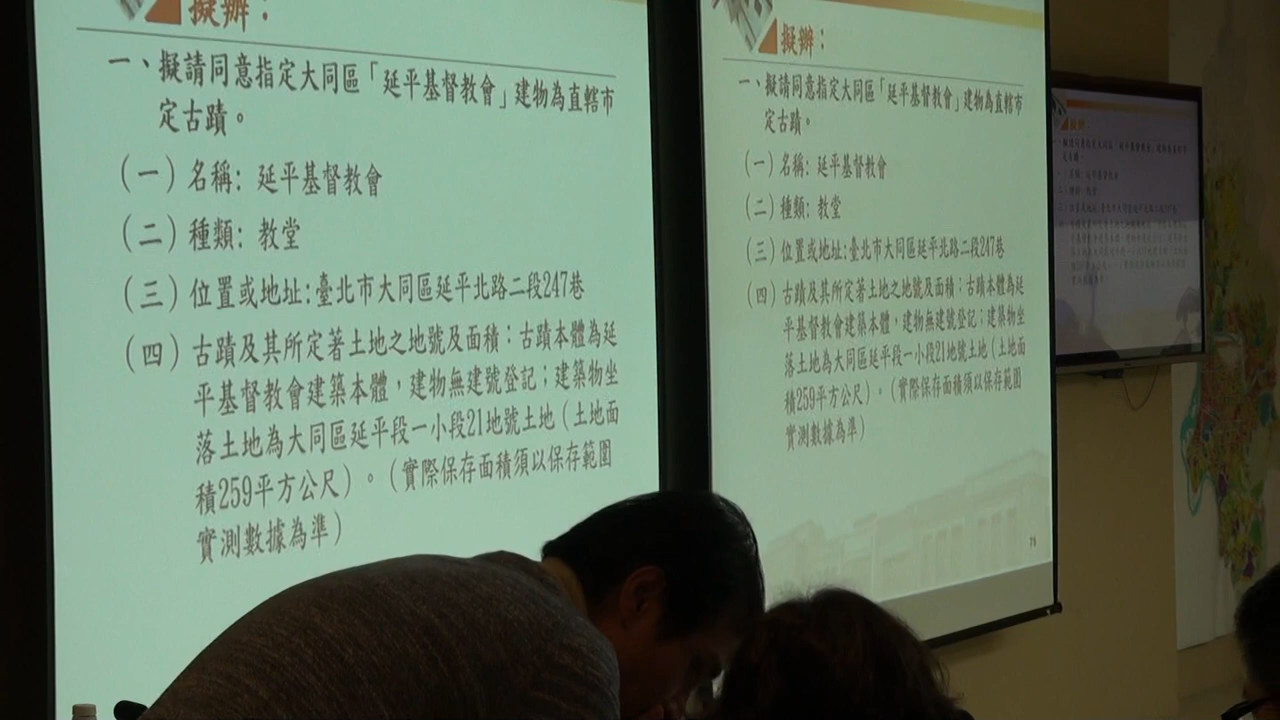 擬辦：
一、擬請同意指定大同區「延平基督教會」建物為直轄市
定古蹟。
(一)名稱: 延平基督教會
(二)種類: 教堂
(三)位置或地址:臺北市大同區延平北路二段247巷
(四)古蹟及其所定著土地之地號及面積：古蹟本體為延
平基督教會建築本體，建物無建號登記；建築物坐
落土地為大同區延平段一小段21地號土地(土地面
積259平方公尺)。(實際保存面積須以保存範圍
實測數據為準)
擬辦：
一、擬請同意指定大同區「延平基督教會」建物為直轄市
定古蹟。
(一)名稱: 延平基督教會
(二)種類: 教堂
(三)位置或地址:臺北市大同區延平北路二段247巷
(四)古蹟及其所定著土地之地號及面積：古蹟本體為延
平基督教會建築本體，建物無建號登記；建築物坐
落土地為大同區延平段一小段21地號土地(土地面
積259平方公尺)。(實際保存面積須以保存範圍
實測數據為準)